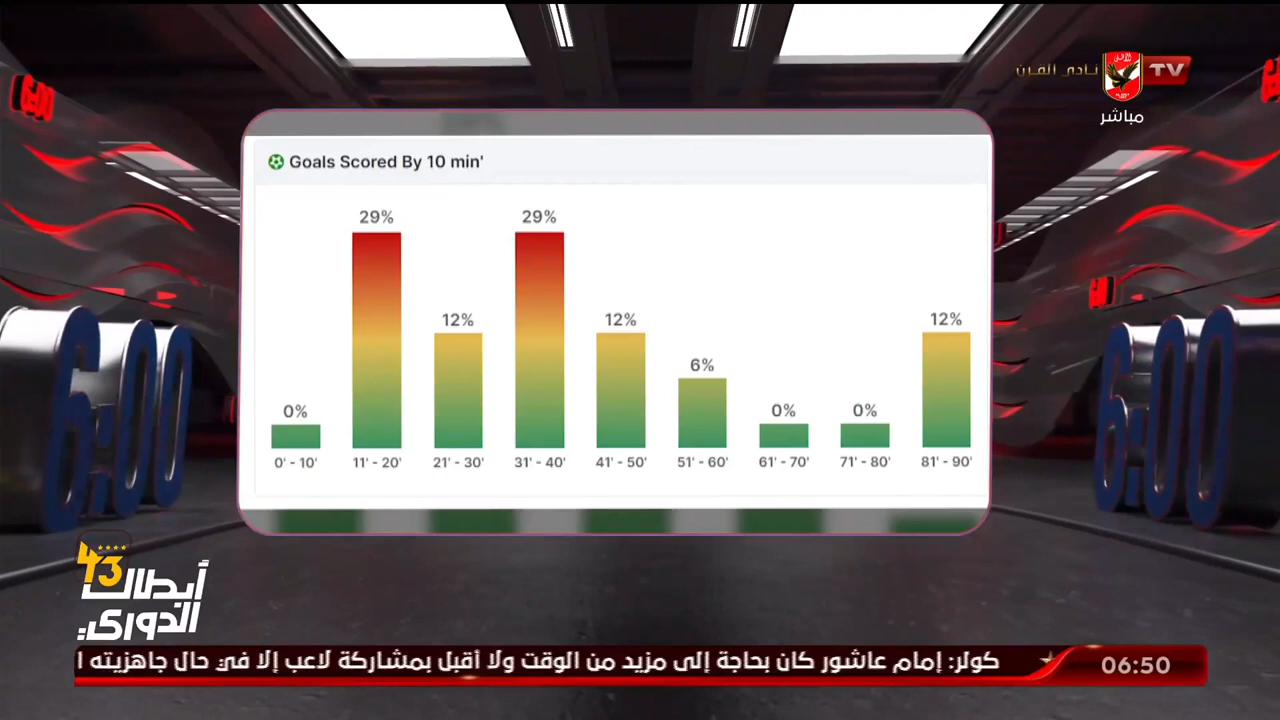 نادي القرن
TV
مباشر
Goals Scored By 10 min'
29%
29%
12%
12%
12%
6%
0%
0%
0%
0' - 10'
11' - 20'
21' - 30'
31' - 40'
41' - 50'
51' - 60'
61' - 70'
71' - 80'
81' - 90'
6:00
6:00
43
أبطال
الدوري
كولر: إمام عاشور كان بحاجة إلى مزيد من الوقت ولا أقبل بمشاركة لاعب إلا في حال جاهزيته ا
06:50